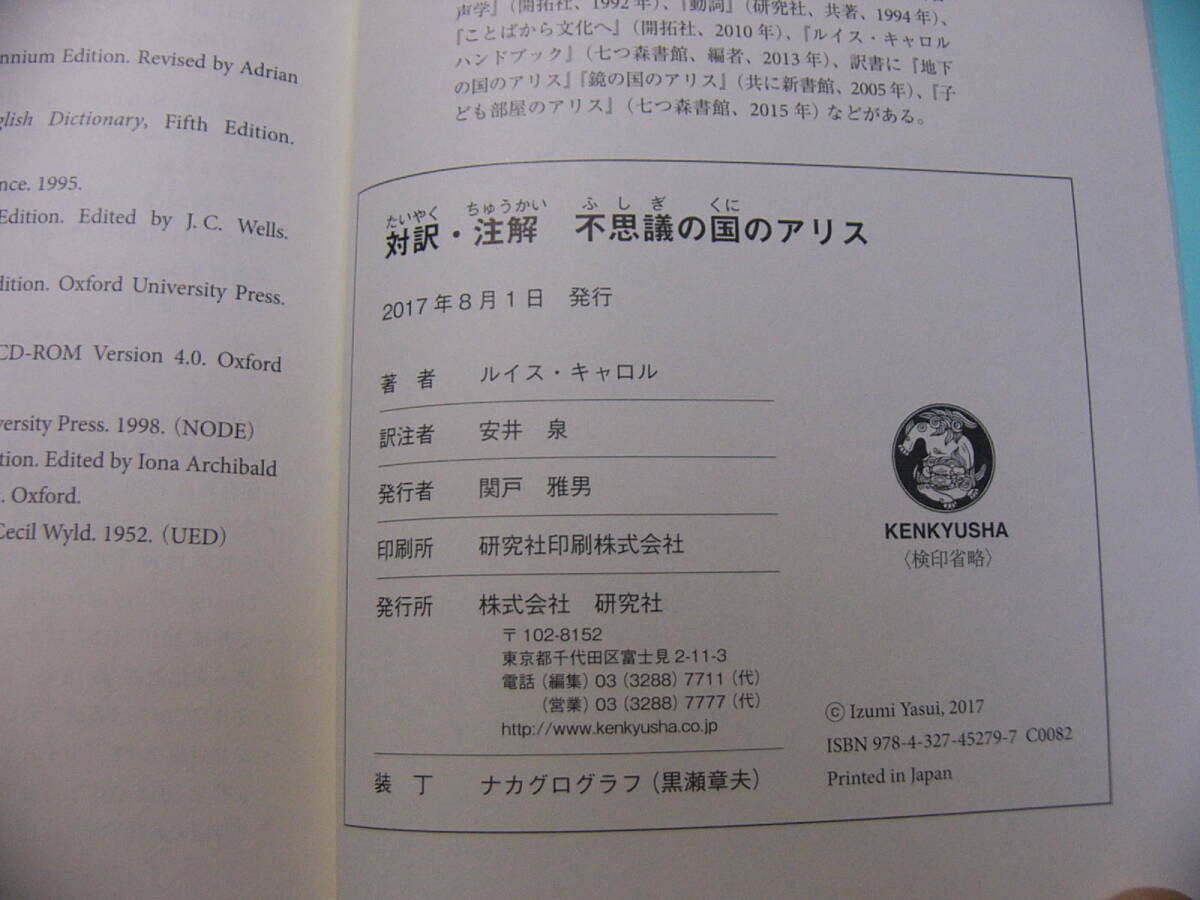 nnium Edition. Revised by Adrian
glish Dictionary, Fifth Edition.
nce. 1995.
Edition. Edited by J. C. Wells.
dition. Oxford University Press.
CD-ROM Version 4.0. Oxford
versity Press. 1998. (NODE)
tion. Edited by Iona Archibald
. Oxford.
Cecil Wyld. 1952. (UED)
声学』(開拓社、1992年)、『動詞』(研究社、共著、1994年)、
『ことばから文化へ』(開拓社、2010年)、『ルイス・キャロル
ハンドブック』(七つ森書館、編者、2013年)、訳書に『地下
の国のアリス』『鏡の国のアリス』(共に新書館、2005年)、『子
ども部屋のアリス』(七つ森書館、2015年)などがある。
たいやく ちゅうかい ふしぎ くに
対訳・注解 不思議の国のアリス
2017年8月1日 発行
著者 ルイス・キャロル
訳注者 安井 泉
発行者 関戸 雅男
印刷所 研究社印刷株式会社
発行所 株式会社 研究社
〒102-8152
東京都千代田区富士見2-11-3
電話(編集)03(3288)7711(代)
(営業)03(3288)7777(代)
http://www.kenkyusha.co.jp
装丁 ナカグログラフ(黒瀬章夫)
KENKYUSHA
〈検印省略〉
© Izumi Yasui, 2017
ISBN 978-4-327-45279-7 C0082
Printed in Japan